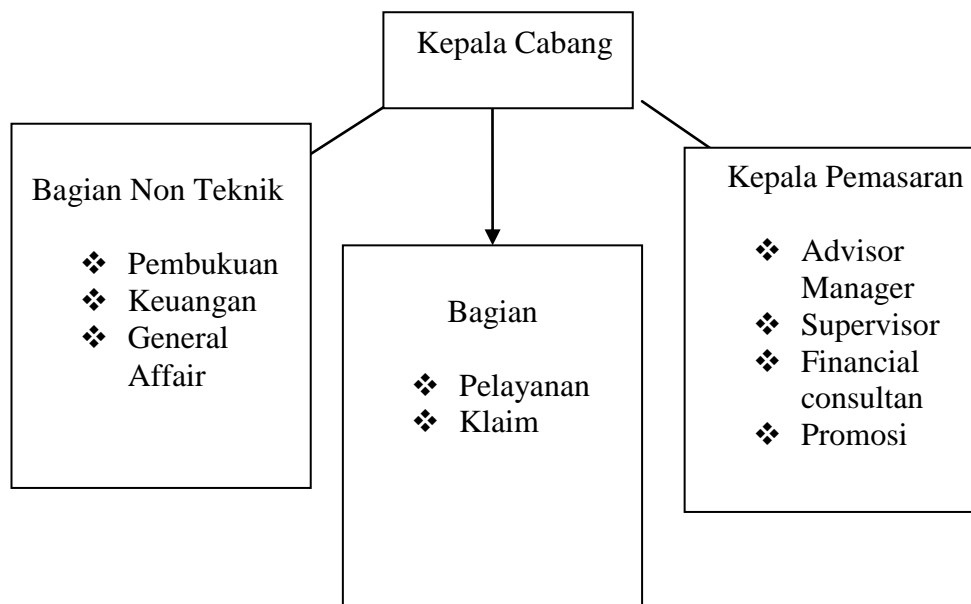 Kepala Cabang
Bagian Non Teknik
❖ Pembukuan
❖ Keuangan
❖ General
Affair
Bagian
❖ Pelayanan
❖ Klaim
Kepala Pemasaran
❖ Advisor
Manager
❖ Supervisor
❖ Financial
consultan
❖ Promosi